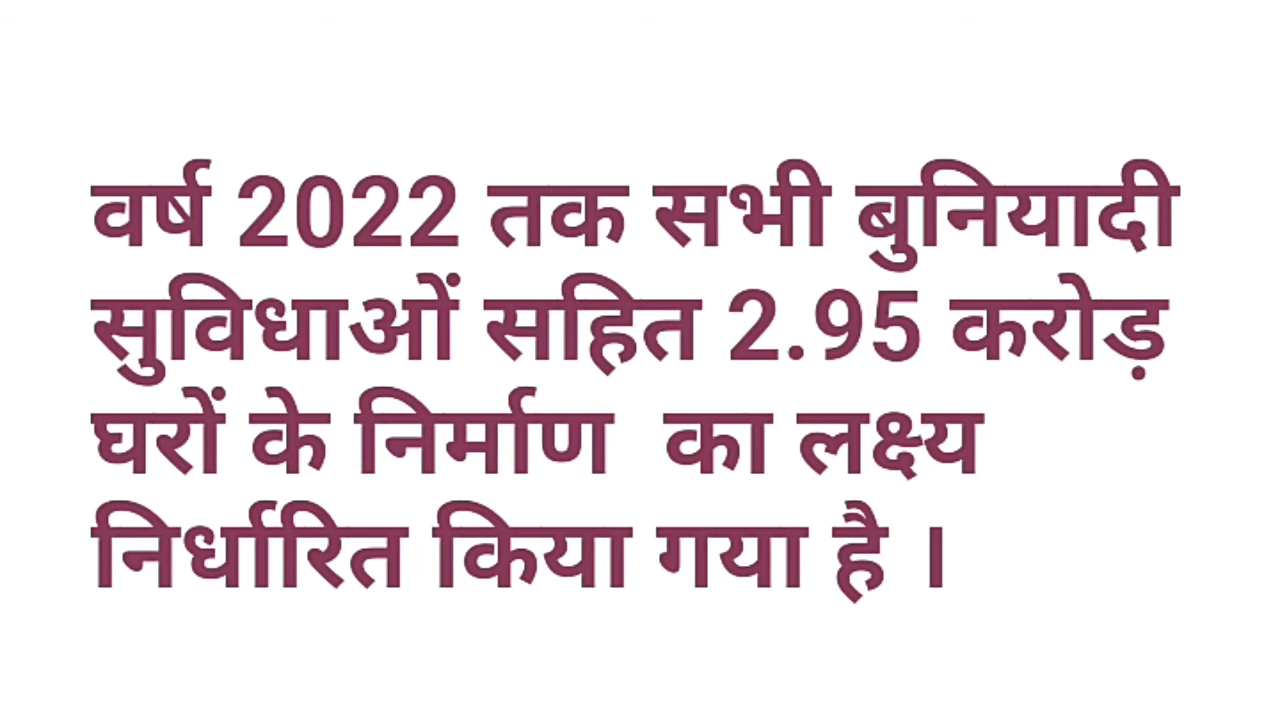 वर्ष 2022 तक सभी बुनियादी
सुविधाओं सहित 2.95 करोड़
घरों के निर्माण  का लक्ष्य
निर्धारित किया गया है ।